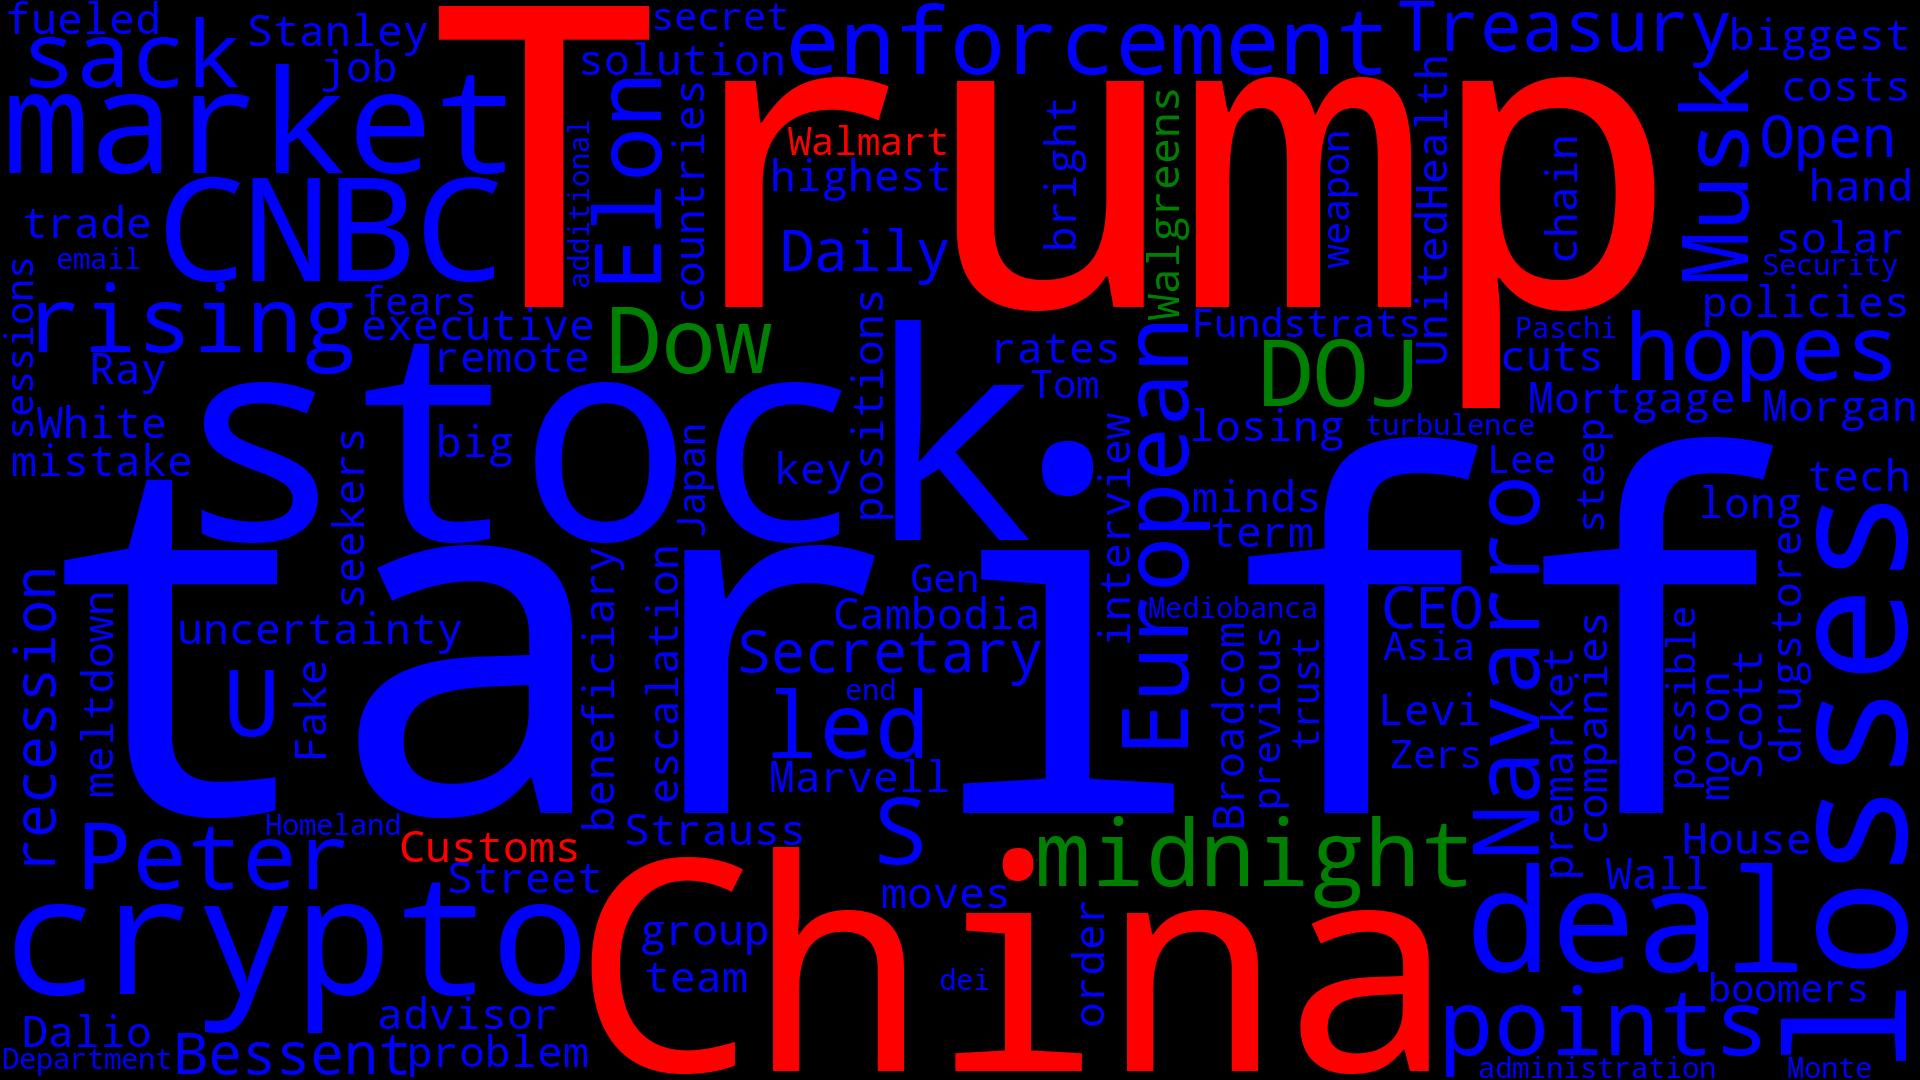 fueled
Stanley
secret
enforcement
Treasury
biggest
sack
job
solution
costs
market
Trump
Elon
countries
additional
Walmart
highest
bright
Walgreens
weapon
UnitedHealth
chain
Musk
Open
hand
CNBC
trade
email
Daily
solar
Security
policies
sessions
rising
fears
executive
remote
Dow
positions
rates
Tom
European
Fundstrats
DOJ
Paschi
cuts
hopes
Ray
Mortgage
Morgan
White
mistake
stock
big
Japan
key
losing
turbulence
Lee
steep
tech
long
seekers
interview
minds
term
tariff
Navarro
losses
recession
meltdown
uncertainty
Gen
Cambodia
Mediobanca
CEO
Asia
Secretary
U
Fake
beneficiary
escalation
end
led
Broadcom
previous
trust
Levi
Zers
premarket
companies
possible
moron
Scott
drugstoreo
Marvell
S
Homeland
Customs
Strauss
midnight
House
Peter
Street
moves
Wall
crypto
China
deal
group
team
dei
order
boomers
Dalio
advisor
points
Department
Bessent
problem
administration
Monte